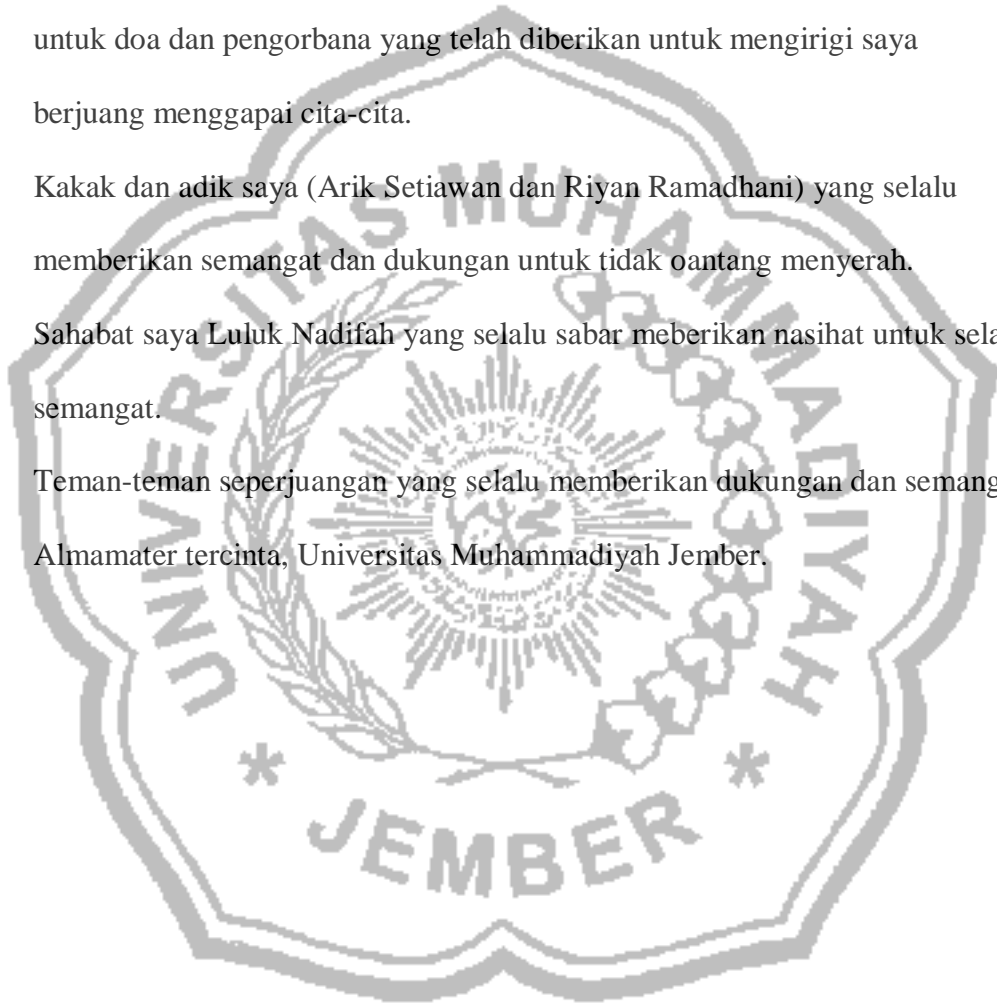 untuk doa dan pengorbana yang telah diberikan untuk mengirigi saya
berjuang menggapai cita-cita.
Kakak dan adik saya (Arik Setiawan dan Riyan Ramadhani) yang selalu
memberikan semangat dan dukungan untuk tidak oantang menyerah.
Sahabat saya Luluk Nadifah yang selalu sabar meberikan nasihat untuk sela
semangat.
Teman-teman seperjuangan yang selalu memberikan dukungan dan semang
Almamater tercinta, Universitas Muhammadiyah Jember.
UNIVERSITAS MUHAMMADIYAH
* JEMBER *